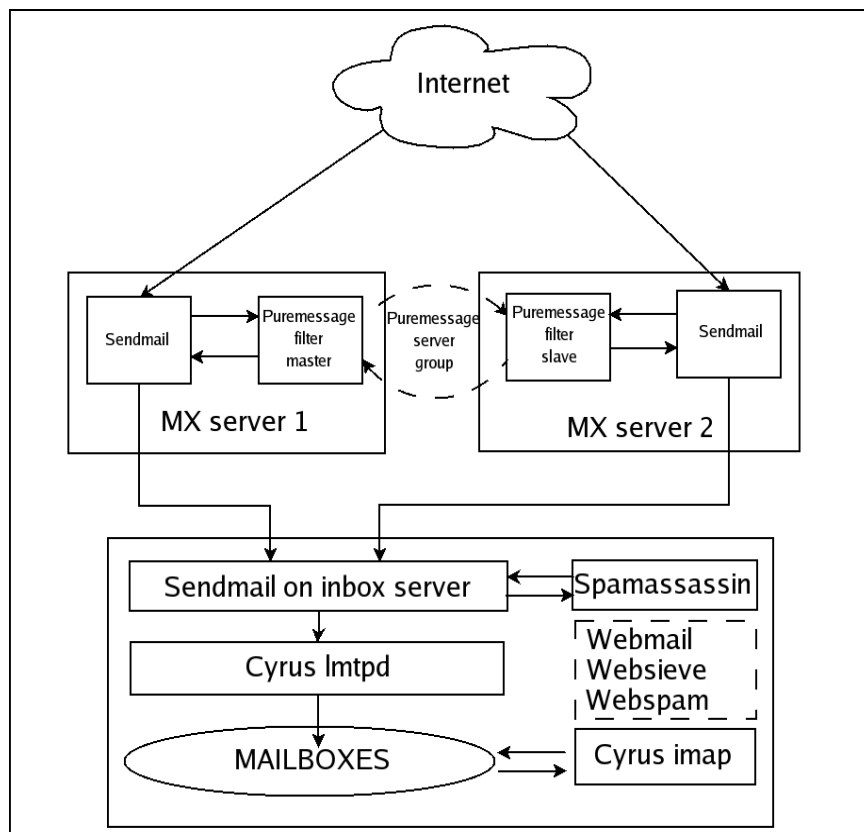 Internet
Sendmail
Puremessage
filter
master
Puremessage
server
group
Puremessage
filter
slave
Sendmail
MX server 1
MX server 2
Sendmail on inbox server
Spamassassin
Cyrus lmtpd
Webmail
Websieve
Webspam
MAILBOXES
Cyrus imap